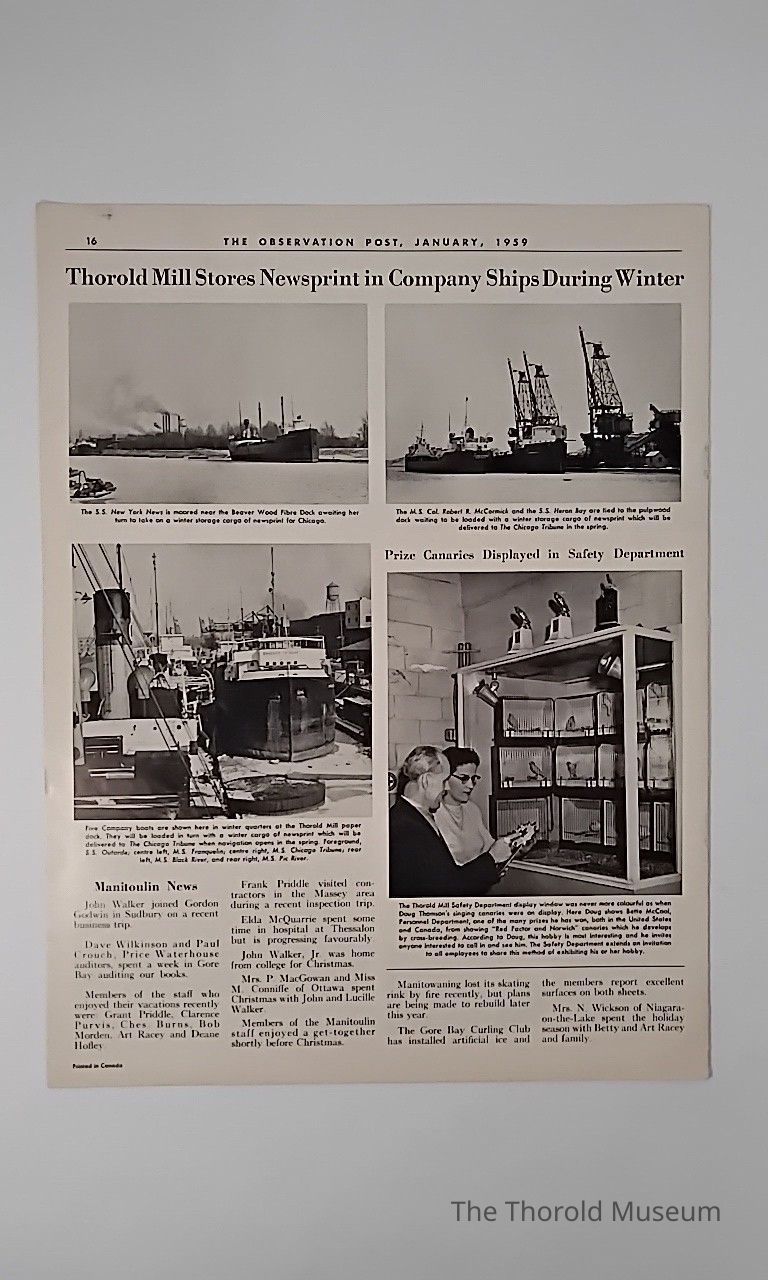 16
THE OBSERVATION POST, JANUARY, 1959
Thorold Mill Stores Newsprint in Company Ships During Winter
The S.S. New York News is moored near the Beaver Wood Fibre Dock awaiting her
turn to take on a winter storage cargo of newsprint for Chicago.
The M.S. Col. Robert R. McCormick and the S.S. Heron Bay are tied to the pulpwood
dock waiting to be loaded with a winter storage cargo of newsprint which will be
delivered to The Chicago Tribune in the spring.
Five Company boats are shown here in winter quarters at the Thorold Mill paper
dock. They will be loaded in turn with a winter cargo of newsprint which will be
delivered to The Chicago Tribune when navigation opens in the spring. Foreground,
S.S. Outarde; centre left, M.S. Franquelin; centre right, M.S. Chicago Tribune; rear
left, M.S. Black River, and rear right, M.S. Pic River.
Prize Canaries Displayed in Safety Department
The Thorold Mill Safety Department display window was never more colourful as when
Doug Thomson's singing canaries were on display. Here Doug shows Bette McCool,
Personnel Department, one of the many prizes he has won, both in the United States
and Canada, from showing "Red Factor and Norwich" canaries which he develops
by cross-breeding. According to Doug, this hobby is most interesting and he invites
anyone interested to call in and see him. The Safety Department extends an invitation
to all employees to share this method of exhibiting his or her hobby.
Manitoulin News
John Walker joined Gordon
Godwin in Sudbury on a recent
business trip.
Dave Wilkinson and Paul
Crouch, Price Waterhouse
auditors, spent a week in Gore
Bay auditing our books.
Members of the staff who
enjoyed their vacations recently
were Grant Priddle, Clarence
Purvis, Ches. Burns, Bob
Morden, Art Racey and Deane
Hofley.
Frank Priddle visited con-
tractors in the Massey area
during a recent inspection trip.
Ekla McQuarrie spent some
time in hospital at Thessalon
but is progressing favourably.
John Walker, Jr. was home
from college for Christmas.
Mrs. P. MacGowan and Miss
M. Conniffe of Ottawa spent
Christmas with John and Lucille
Walker.
Members of the Manitoulin
staff enjoyed a get-together
shortly before Christmas.
Manitowaning lost its skating
rink by fire recently, but plans
are being made to rebuild later
this year.
The Gore Bay Curling Club
has installed artificial ice and
the members report excellent
surfaces on both sheets.
Mrs. N. Wickson of Niagara-
on-the-Lake spent the holiday
season with Betty and Art Racey
and family.
Printed in Canada
The Thorold Museum